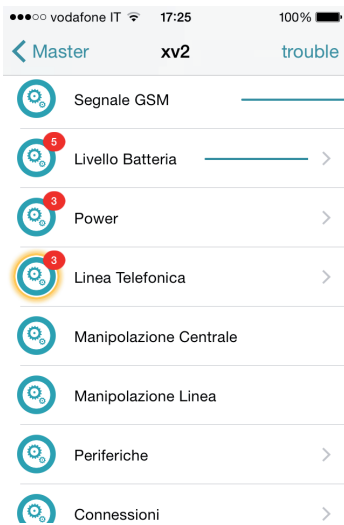 vodafone IT 17:25 100%
Master xv2 trouble
Segnale GSM
5
Livello Batteria
3
Power
3
Linea Telefonica
Manipolazione Centrale
Manipolazione Linea
Periferiche
Connessioni